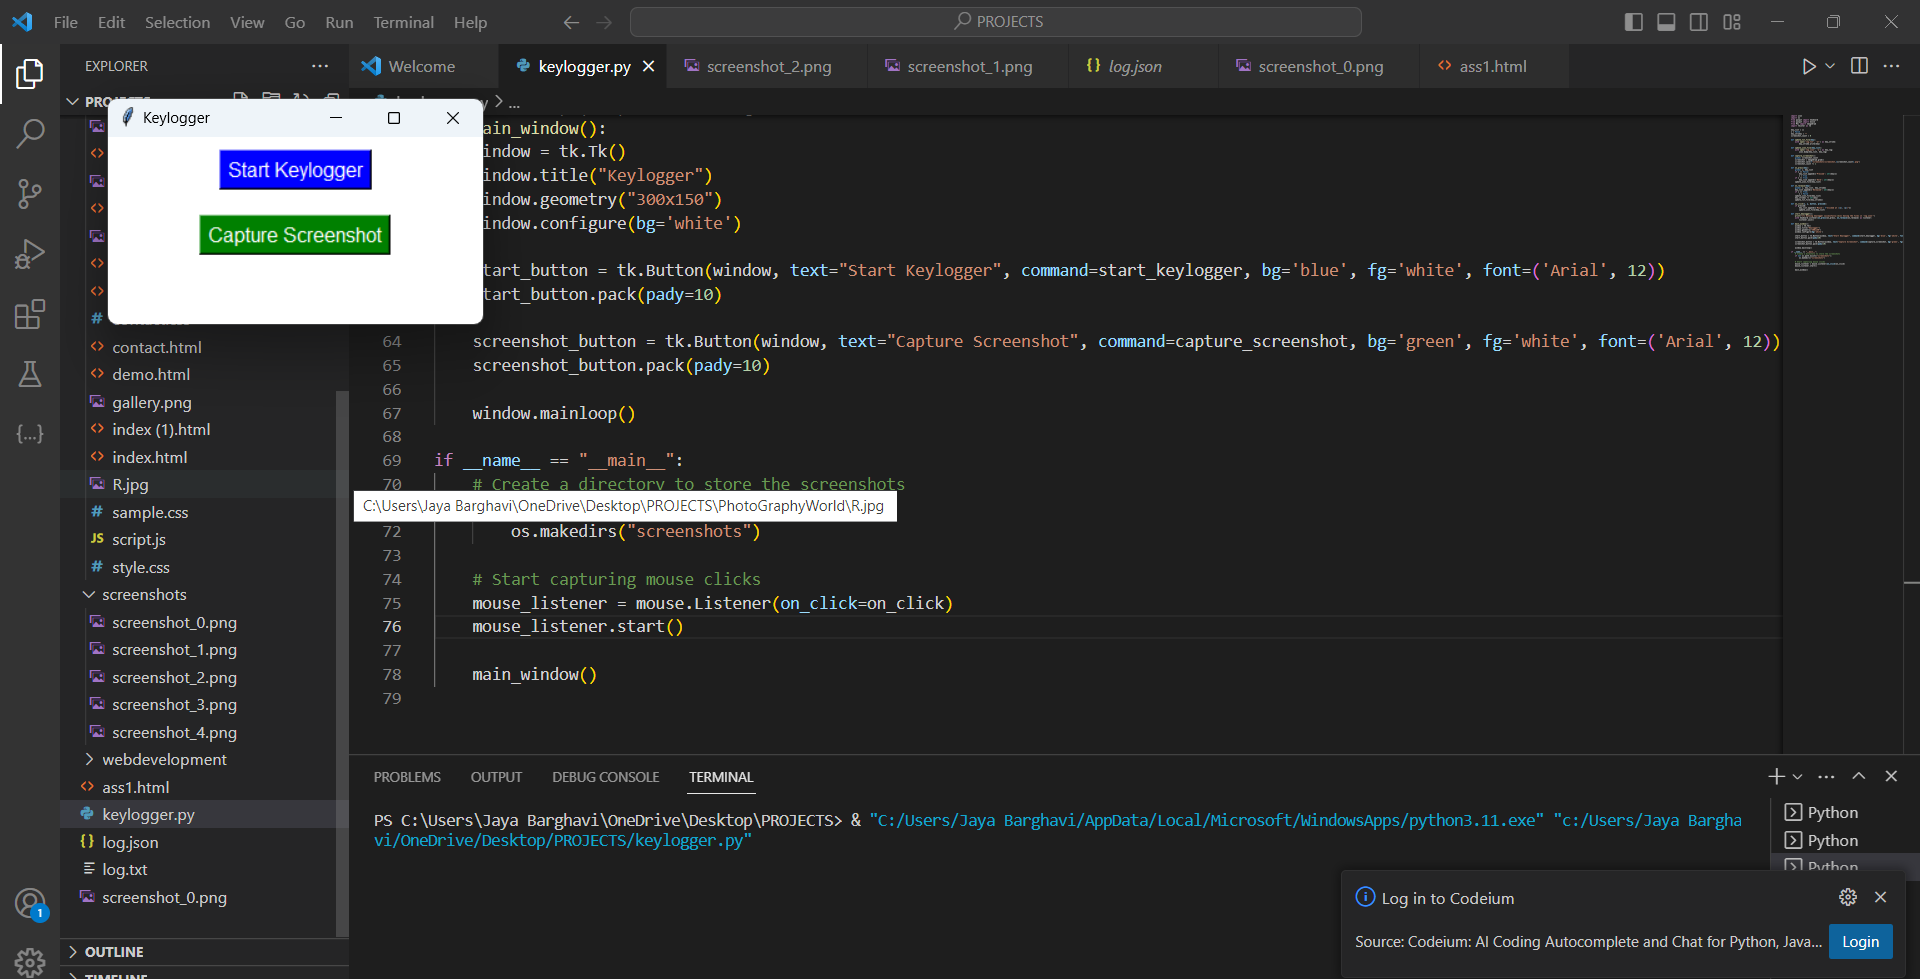 File Edit Selection View Go Run Terminal Help
PROJECTS
EXPLORER
Welcome
keylogger.py
screenshot_2.png
screenshot_1.png
log.json
screenshot_0.png
ass1.html
Keylogger
Start Keylogger
Capture Screenshot
contact.html
demo.html
gallery.png
index (1).html
index.html
R.jpg
sample.css
script.js
style.css
screenshots
screenshot_0.png
screenshot_1.png
screenshot_2.png
screenshot_3.png
screenshot_4.png
webdevelopment
ass1.html
keylogger.py
log.json
log.txt
screenshot_0.png
OUTLINE
TIMELINE
ain_window():
indow = tk.Tk()
indow.title("Keylogger")
indow.geometry("300x150")
indow.configure(bg='white')
tart_button = tk.Button(window, text="Start Keylogger", command=start_keylogger, bg='blue', fg='white', font=('Arial', 12))
tart_button.pack(pady=10)
64 screenshot_button = tk.Button(window, text="Capture Screenshot", command=capture_screenshot, bg='green', fg='white', font=('Arial', 12))
65 screenshot_button.pack(pady=10)
66
67 window.mainloop()
68
69 if __name__ == "__main__":
70 # Create a directory to store the screenshots
C:\Users\Jaya Barghavi\OneDrive\Desktop\PROJECTS\PhotoGraphyWorld\R.jpg
72 os.makedirs("screenshots")
73
74 # Start capturing mouse clicks
75 mouse_listener = mouse.Listener(on_click=on_click)
76 mouse_listener.start()
77
78 main_window()
79
PROBLEMS OUTPUT DEBUG CONSOLE TERMINAL
PS C:\Users\Jaya Barghavi\OneDrive\Desktop\PROJECTS> & "C:/Users/Jaya Barghavi/AppData/Local/Microsoft/WindowsApps/python3.11.exe" "c:/Users/Jaya Bargha
vi/OneDrive/Desktop/PROJECTS/keylogger.py"
Python
Python
Python
Log in to Codeium
Source: Codeium: AI Coding Autocomplete and Chat for Python, Java...
Login
1